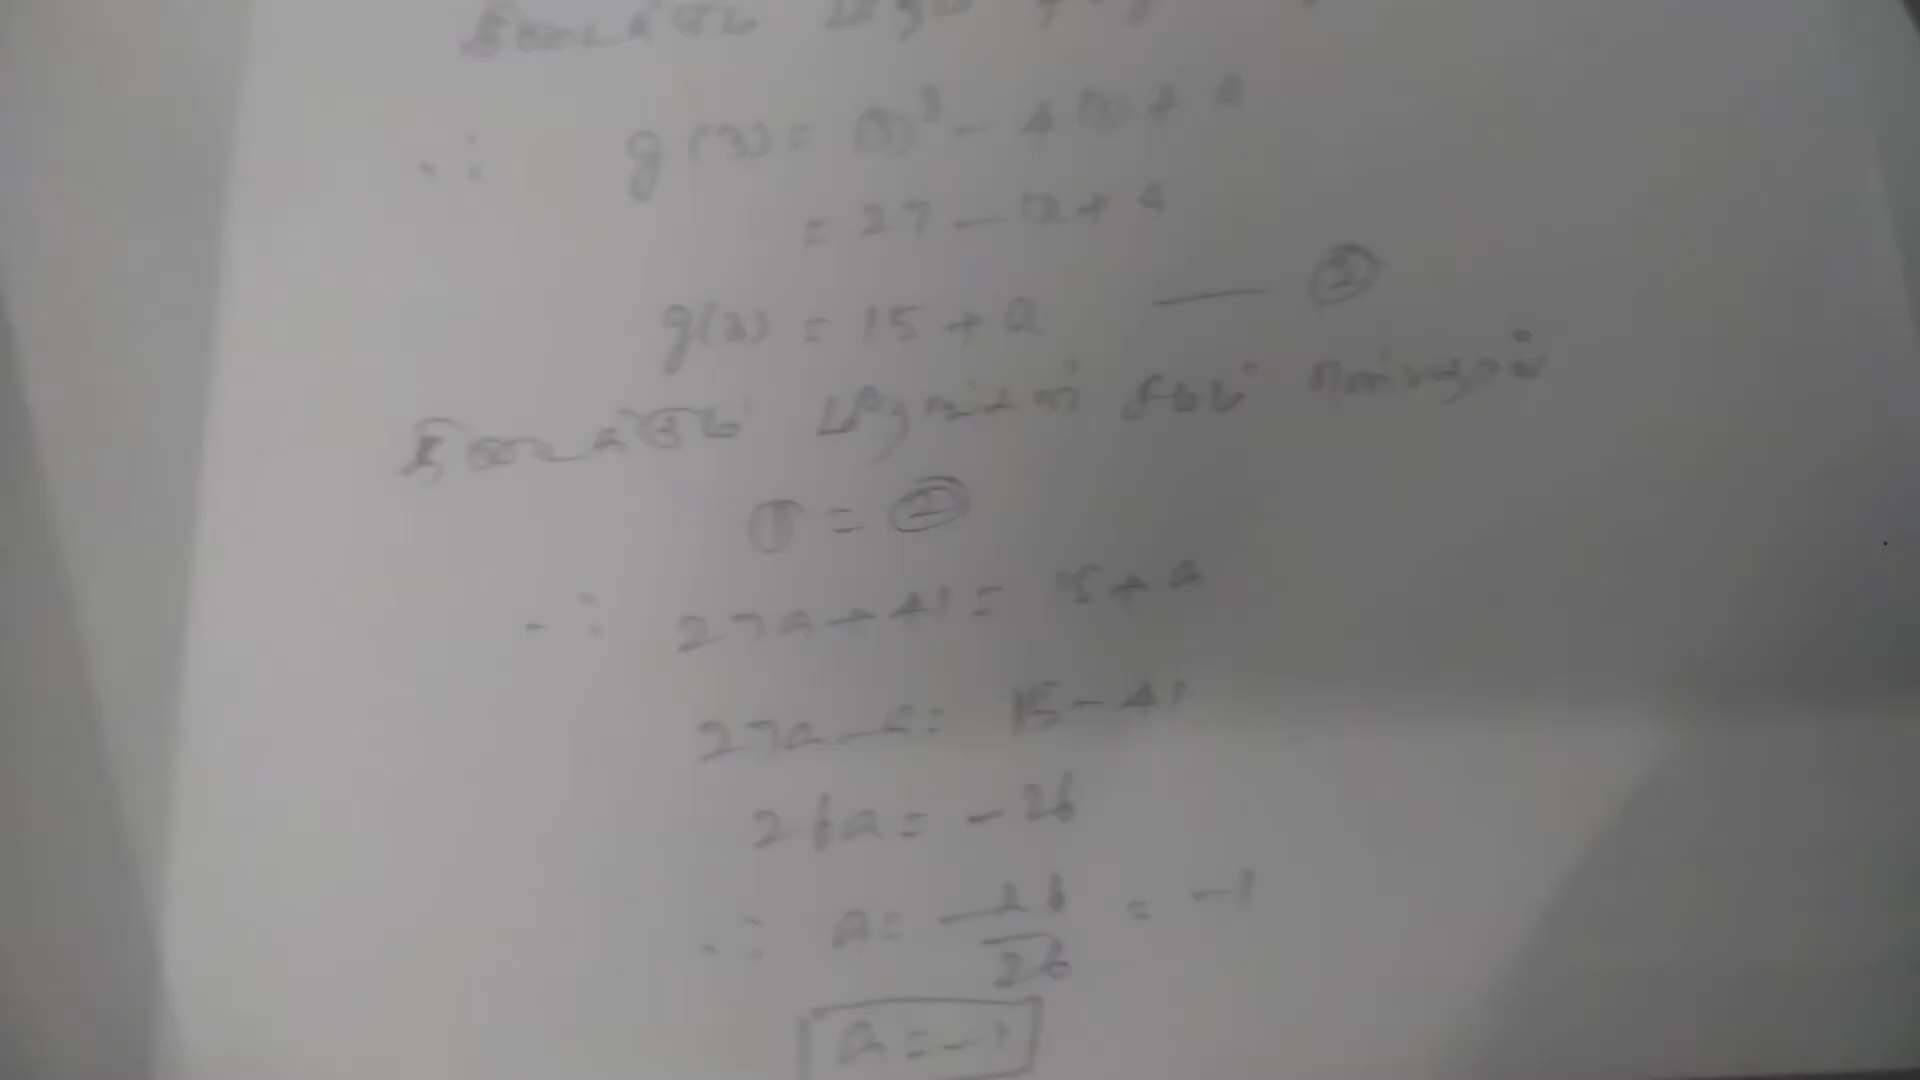 ∴ g(3) = (3)³ - 4(3) + a
= 27 - 12 + a
g(3) = 15 + a —— ②
① = ②
∴ 27a + 41 = 15 + a
27a - a = 15 - 41
26a = -26
∴ a = -26/26 = -1
a = -1